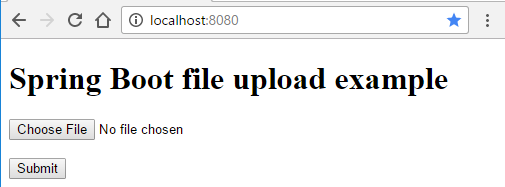 localhost:8080
Spring Boot file upload example
Choose File No file chosen
Submit